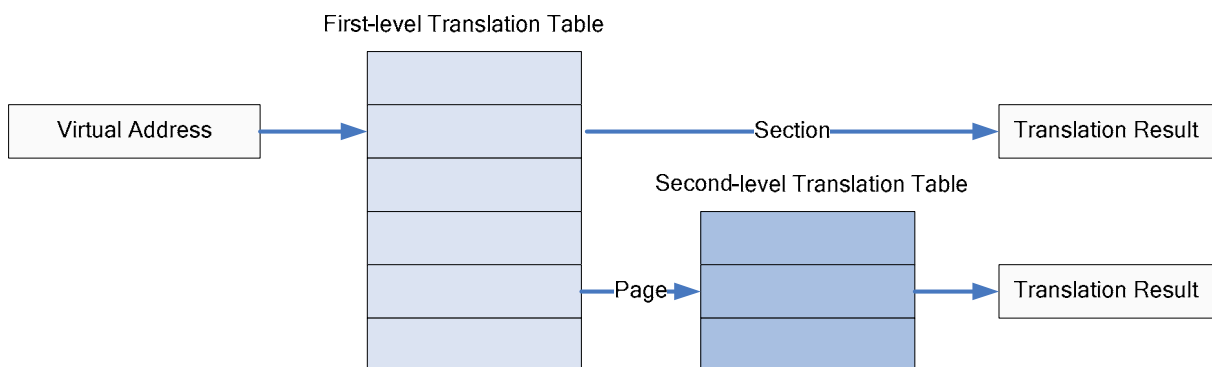 First-level Translation Table
Virtual Address
Section
Translation Result
Second-level Translation Table
Page
Translation Result